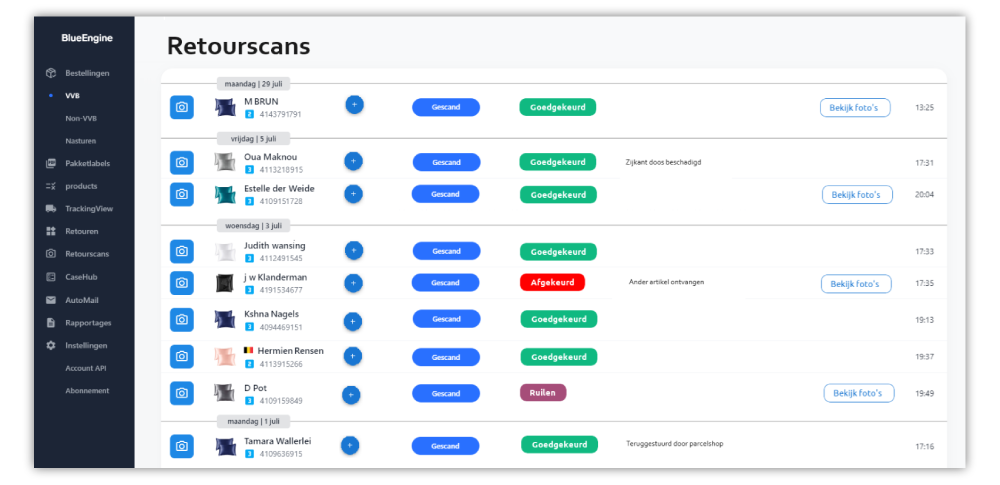 BlueEngine
Bestellingen
VVB
Non-VVB
Nasturen
Pakketlabels
products
TrackingView
Retouren
Retourscans
CaseHub
AutoMail
Rapportages
Instellingen
Account API
Abonnement
Retourscans
maandag | 29 juli
M BRUN
2 4143791791
+ Gescand Goedgekeurd Bekijk foto's 13:25
vrijdag | 5 juli
Oua Maknou
3 4113218915
+ Gescand Goedgekeurd Zijkant doos beschadigd 17:31
Estelle der Weide
3 4109151728
+ Gescand Goedgekeurd Bekijk foto's 20:04
woensdag | 3 juli
Judith wansing
3 4112491545
+ Gescand Goedgekeurd 17:33
j w Klanderman
3 4191534677
+ Gescand Afgekeurd Ander artikel ontvangen Bekijk foto's 17:35
Kshna Nagels
3 4094469151
+ Gescand Goedgekeurd 19:13
Hermien Rensen
2 4113915266
+ Gescand Goedgekeurd 19:37
D Pot
3 4109159849
+ Gescand Ruilen Bekijk foto's 19:49
maandag | 1 juli
Tamara Wallerlei
3 4109636915
+ Gescand Goedgekeurd Teruggestuurd door parcelshop 17:16